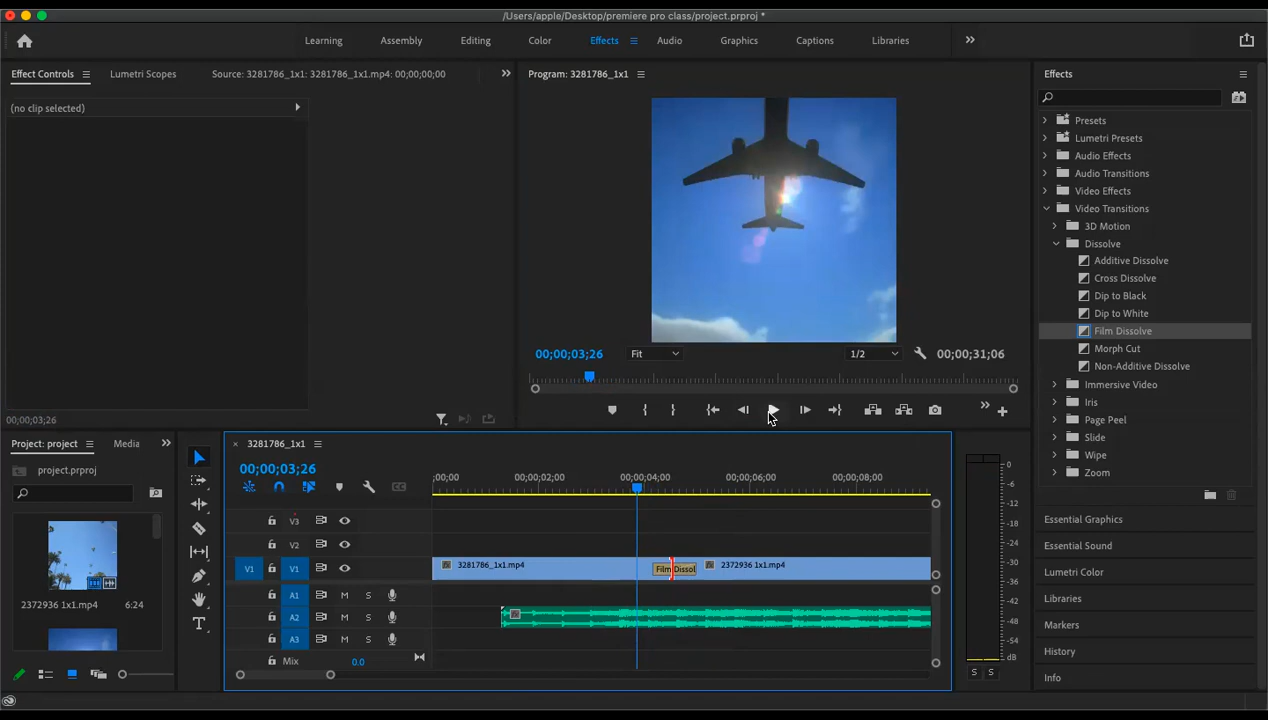 /Users/apple/Desktop/premiere pro class/project.prproj *
Learning Assembly Editing Color Effects Audio Graphics Captions Libraries
Effect Controls Lumetri Scopes Source: 3281786_1x1: 3281786_1x1.mp4: 00;00;00;00
(no clip selected)
00;00;03;26
Program: 3281786_1x1
00;00;03;26 Fit 1/2 00;00;31;06
Effects
Presets
Lumetri Presets
Audio Effects
Audio Transitions
Video Effects
Video Transitions
3D Motion
Dissolve
Additive Dissolve
Cross Dissolve
Dip to Black
Dip to White
Film Dissolve
Morph Cut
Non-Additive Dissolve
Immersive Video
Iris
Page Peel
Slide
Wipe
Zoom
Essential Graphics
Essential Sound
Lumetri Color
Libraries
Markers
History
Info
Project: project Media
project.prproj
2372936 1x1.mp4 6:24
3281786_1x1
00;00;03;26
;00;00 00;00;02;00 00;00;04;00 00;00;06;00 00;00;08;00
V3
V2
V1 V1 3281786_1x1.mp4 Film Dissol 2372936 1x1.mp4
A1 M S
A2 M S
A3 M S
Mix 0.0
0
-6
-12
-18
-24
-30
-36
-42
-48
-54
dB
S S